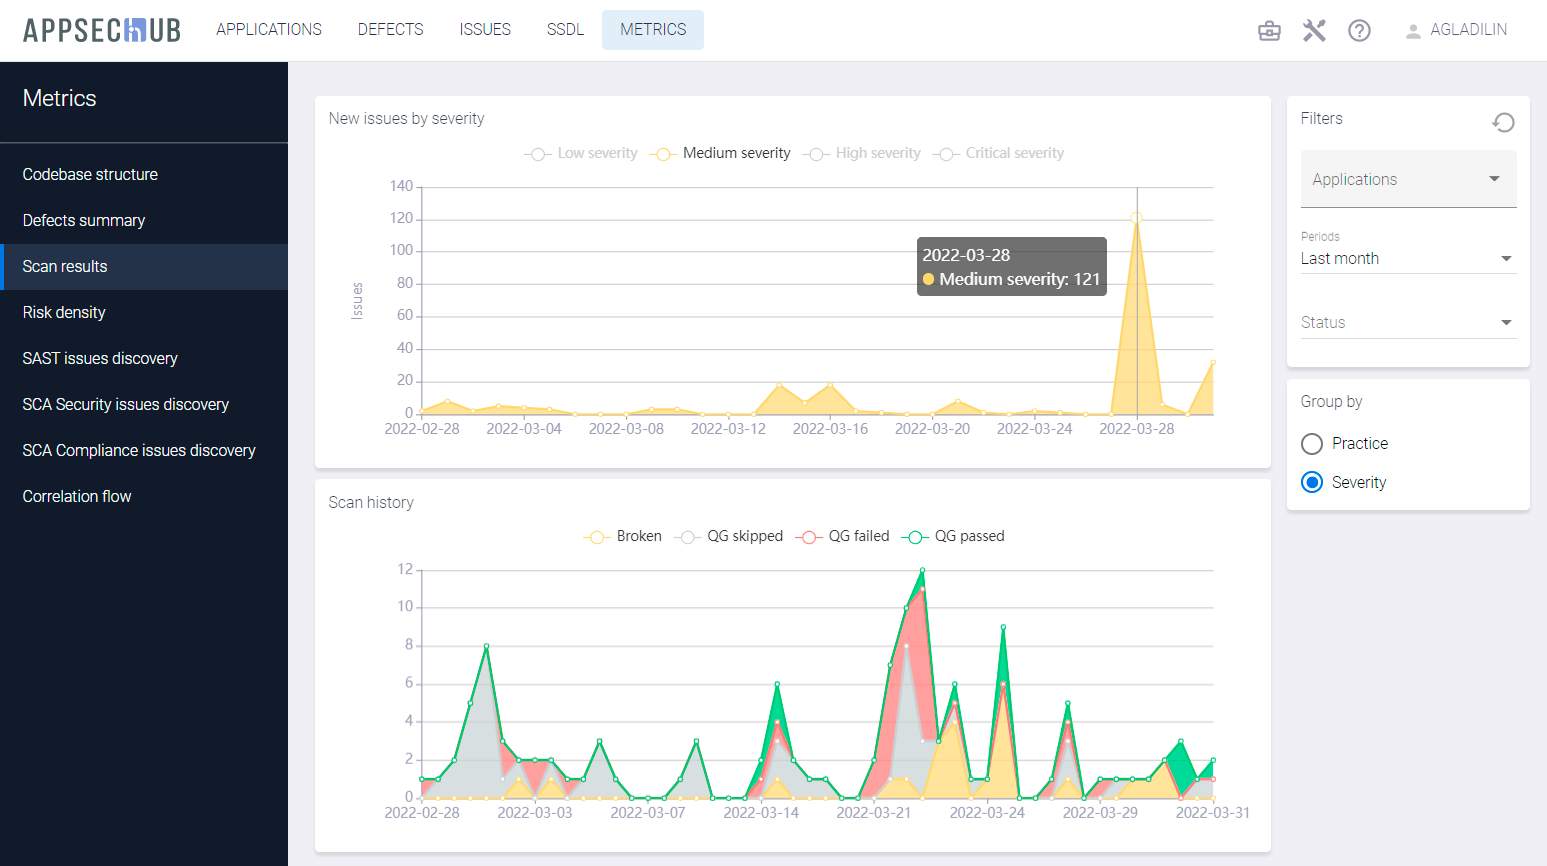 APPSECHUB
APPLICATIONS
DEFECTS
ISSUES
SSDL
METRICS
AGLADILIN
Metrics
Codebase structure
Defects summary
Scan results
Risk density
SAST issues discovery
SCA Security issues discovery
SCA Compliance issues discovery
Correlation flow
New issues by severity
Low severity
Medium severity
High severity
Critical severity
Issues
140
120
100
80
60
40
20
0
2022-03-28
Medium severity: 121
2022-02-28
2022-03-04
2022-03-08
2022-03-12
2022-03-16
2022-03-20
2022-03-24
2022-03-28
Scan history
Broken
QG skipped
QG failed
QG passed
12
10
8
6
4
2
0
2022-02-28
2022-03-03
2022-03-07
2022-03-14
2022-03-21
2022-03-24
2022-03-29
2022-03-31
Filters
Applications
Periods
Last month
Status
Group by
Practice
Severity